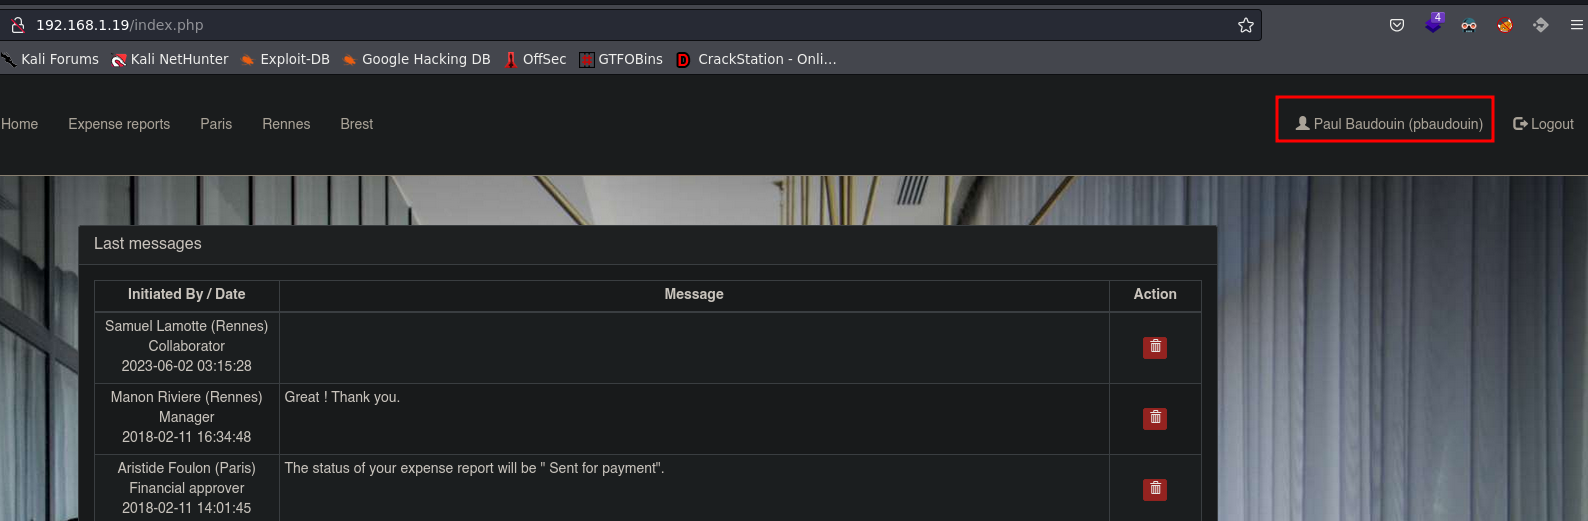 192.168.1.19/index.php
4
Kali Forums Kali NetHunter Exploit-DB Google Hacking DB OffSec GTFOBins CrackStation - Onli...
Home Expense reports Paris Rennes Brest Paul Baudouin (pbaudouin) Logout
Last messages
Initiated By / Date Message Action
Samuel Lamotte (Rennes)
Collaborator
2023-06-02 03:15:28
Manon Riviere (Rennes) Great ! Thank you.
Manager
2018-02-11 16:34:48
Aristide Foulon (Paris) The status of your expense report will be " Sent for payment".
Financial approver
2018-02-11 14:01:45